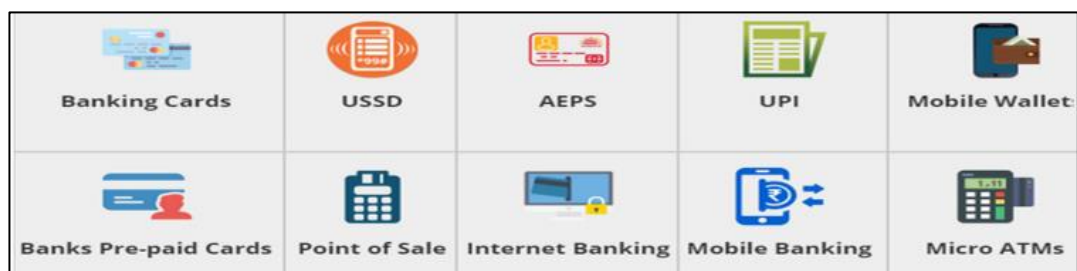 *99#
Banking Cards
USSD
AEPS
UPI
Mobile Wallet
Banks Pre-paid Cards
Point of Sale
Internet Banking
Mobile Banking
Micro ATMs